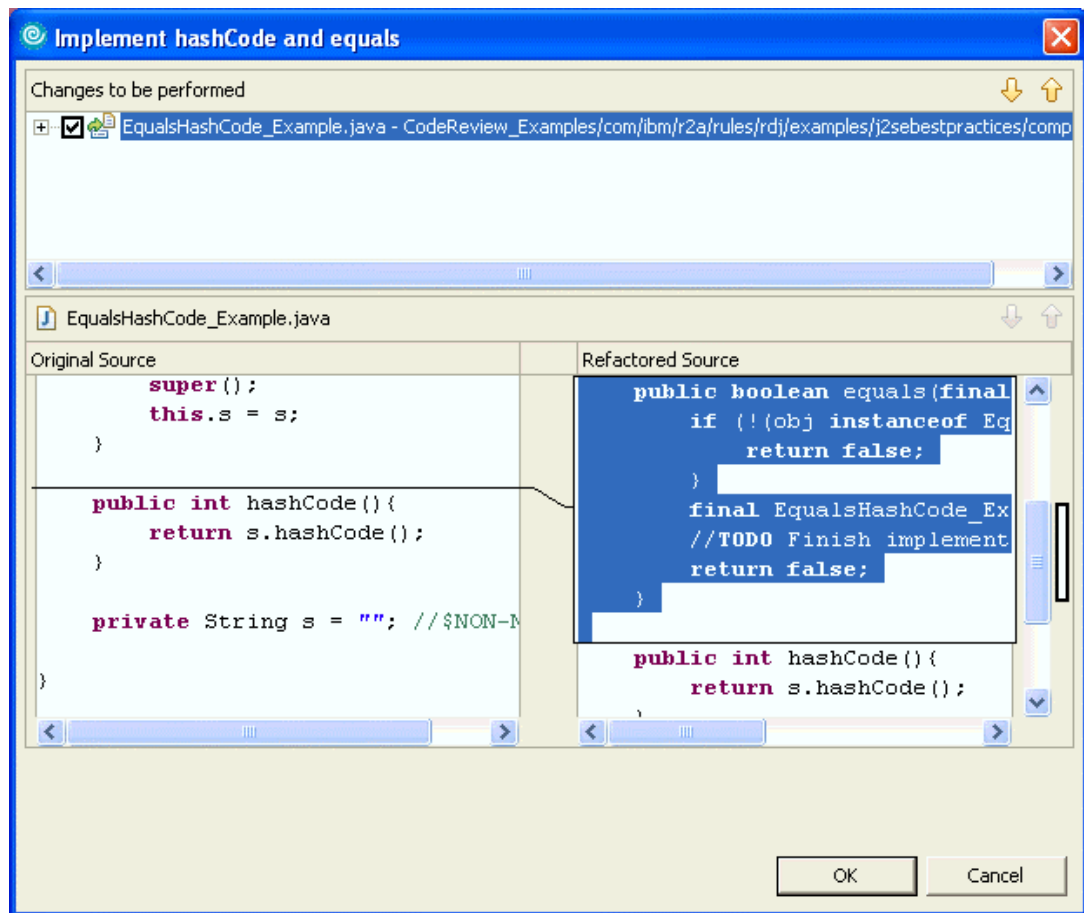 Implement hashCode and equals
Changes to be performed
EqualsHashCode_Example.java - CodeReview_Examples/com/ibm/r2a/rules/rdj/examples/j2sebestpractices/comp
EqualsHashCode_Example.java
Original Source
super();
this.s = s;
}
public int hashCode(){
return s.hashCode();
}
private String s = ""; //$NON-N
}
Refactored Source
public boolean equals(final
if (!(obj instanceof Eq
return false;
}
final EqualsHashCode_Ex
//TODO Finish implement
return false;
}
public int hashCode(){
return s.hashCode();
}
OK
Cancel